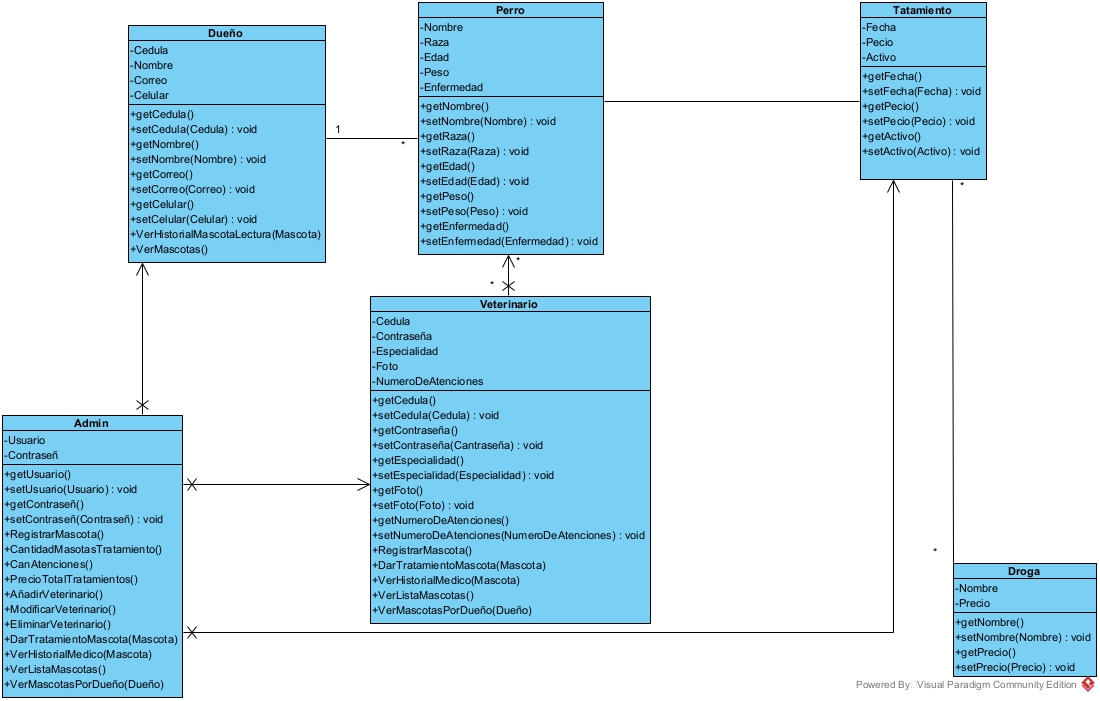 Dueño
-Cedula
-Nombre
-Correo
-Celular
+getCedula()
+setCedula(Cedula) : void
+getNombre()
+setNombre(Nombre) : void
+getCorreo()
+setCorreo(Correo) : void
+getCelular()
+setCelular(Celular) : void
+VerHistorialMascotaLectura(Mascota)
+VerMascotas()
1
*
Perro
-Nombre
-Raza
-Edad
-Peso
-Enfermedad
+getNombre()
+setNombre(Nombre) : void
+getRaza()
+setRaza(Raza) : void
+getEdad()
+setEdad(Edad) : void
+getPeso()
+setPeso(Peso) : void
+getEnfermedad()
+setEnfermedad(Enfermedad) : void
*
*
Tatamiento
-Fecha
-Pecio
-Activo
+getFecha()
+setFecha(Fecha) : void
+getPecio()
+setPecio(Pecio) : void
+getActivo()
+setActivo(Activo) : void
*
*
Veterinario
-Cedula
-Contraseña
-Especialidad
-Foto
-NumeroDeAtenciones
+getCedula()
+setCedula(Cedula) : void
+getContraseña()
+setContraseña(Cantraseña) : void
+getEspecialidad()
+setEspecialidad(Especialidad) : void
+getFoto()
+setFoto(Foto) : void
+getNumeroDeAtenciones()
+setNumeroDeAtenciones(NumeroDeAtenciones) : void
+RegistrarMascota()
+DarTratamientoMascota(Mascota)
+VerHistorialMedico(Mascota)
+VerListaMascotas()
+VerMascotasPorDueño(Dueño)
Admin
-Usuario
-Contraseñ
+getUsuario()
+setUsuario(Usuario) : void
+getContraseñ()
+setContraseñ(Contraseñ) : void
+RegistrarMascota()
+CantidadMasotasTratamiento()
+CanAtenciones()
+PrecioTotalTratamientos()
+AñadirVeterinario()
+ModificarVeterinario()
+EliminarVeterinario()
+DarTratamientoMascota(Mascota)
+VerHistorialMedico(Mascota)
+VerListaMascotas()
+VerMascotasPorDueño(Dueño)
Droga
-Nombre
-Precio
+getNombre()
+setNombre(Nombre) : void
+getPrecio()
+setPrecio(Precio) : void
Powered By Visual Paradigm Community Edition